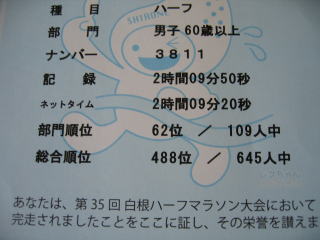 SHIRONE
種目 ハーフ
部門 男子60歳以上
ナンバー 3811
記録 2時間09分50秒
ネットタイム 2時間09分20秒
部門順位 62位 / 109人中
総合順位 488位 / 645人中
あなたは、第35回白根ハーフマラソン大会において
完走されましたことをここに証し、その栄誉を讃えま